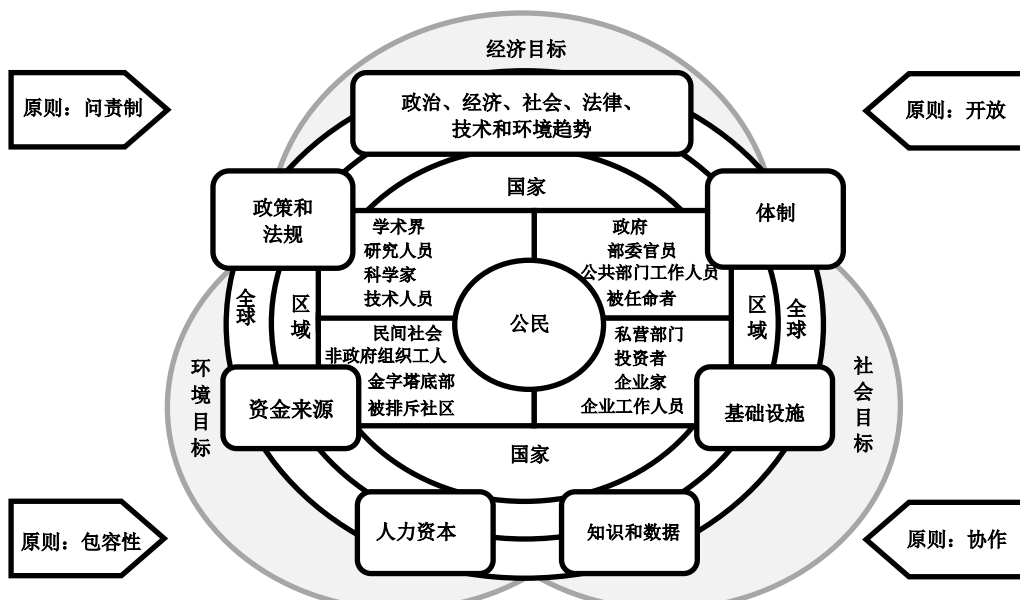 经济目标
原则：问责制
政治、经济、社会、法律、
技术和环境趋势
原则：开放
政策和
法规
国家
体制
学术界
研究人员
科学家
技术人员
政府
部委官员
公共部门工作人员
被任命者
全球
区域
公民
区域
全球
民间社会
非政府组织工人
金字塔底部
被排斥社区
私营部门
投资者
企业家
企业工作人员
环境目标
资金来源
基础设施
社会目标
国家
人力资本
知识和数据
原则：包容性
原则：协作